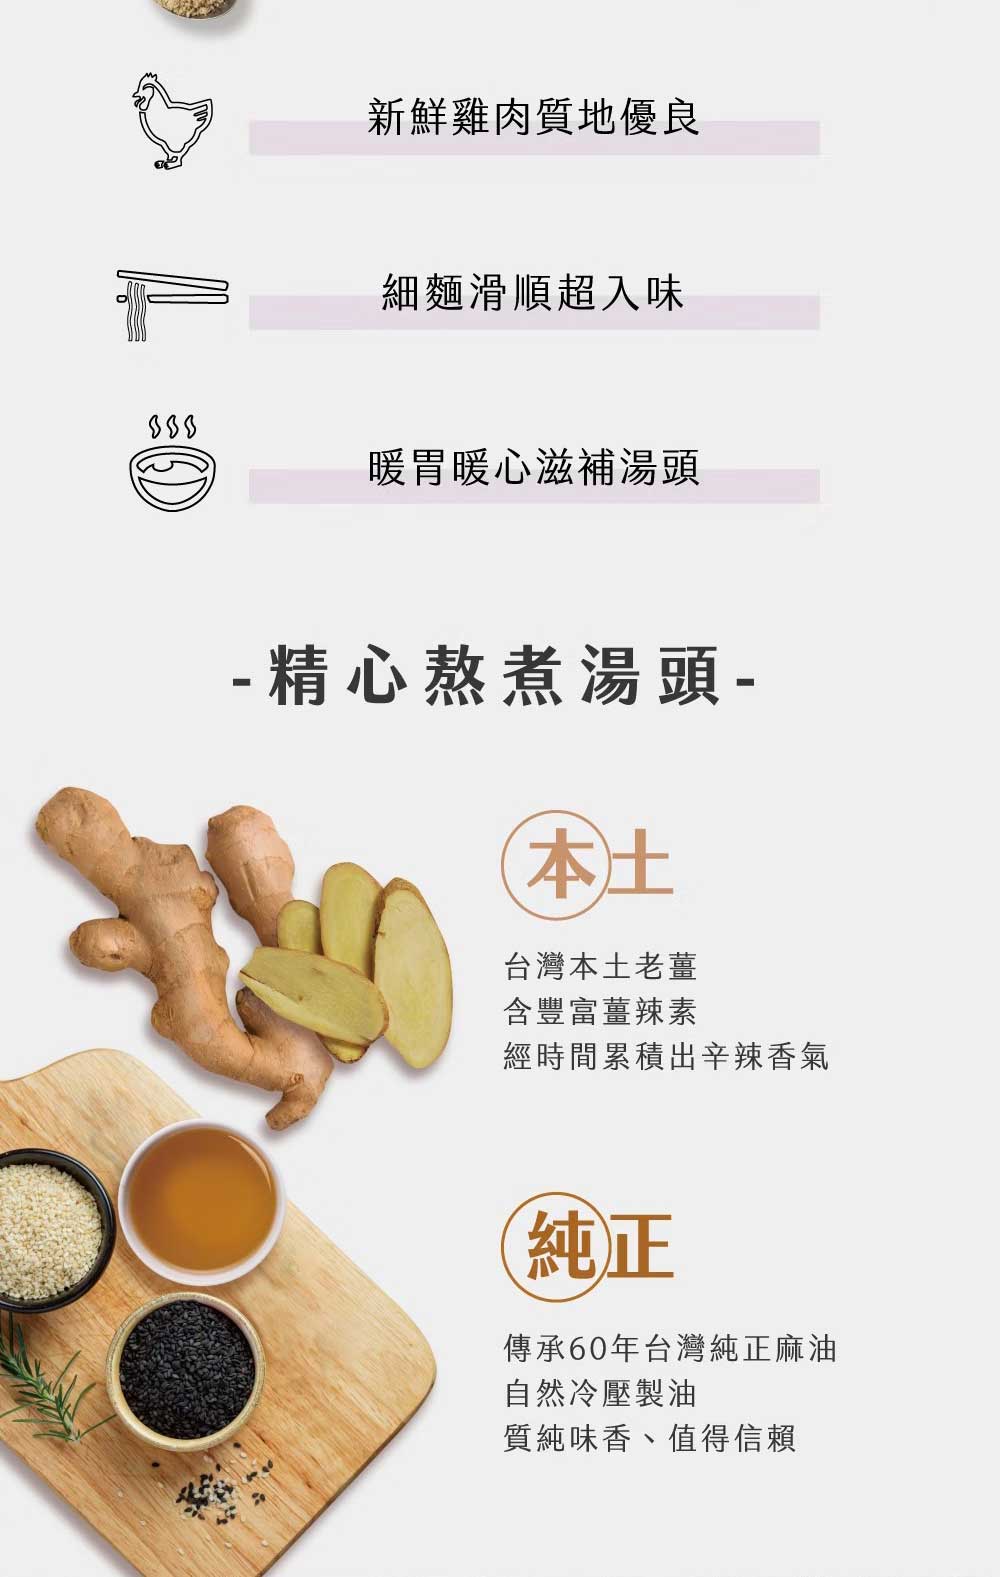 新鮮雞肉質地優良
細麵滑順超入味
暖胃暖心滋補湯頭
-精心熬煮湯頭-
本土
台灣本土老薑
含豐富薑辣素
經時間累積出辛辣香氣
純正
傳承60年台灣純正麻油
自然冷壓製油
質純味香、值得信賴